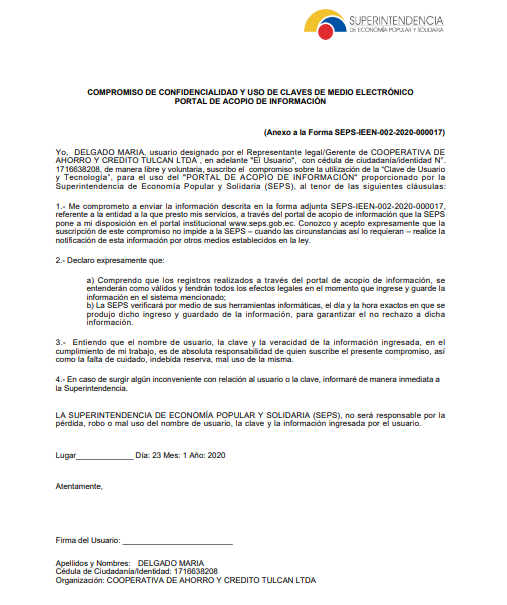 SUPERINTENDENCIA
DE ECONOMÍA POPULAR Y SOLIDARIA
COMPROMISO DE CONFIDENCIALIDAD Y USO DE CLAVES DE MEDIO ELECTRÓNICO
PORTAL DE ACOPIO DE INFORMACIÓN
(Anexo a la Forma SEPS-IEEN-002-2020-000017)
Yo, DELGADO MARIA, usuario designado por el Representante legal/Gerente de COOPERATIVA DE
AHORRO Y CREDITO TULCAN LTDA , en adelante "El Usuario", con cédula de ciudadanía/identidad N°.
1716638208, de manera libre y voluntaria, suscribo el compromiso sobre la utilización de la "Clave de Usuario
y Tecnología", para el uso del "PORTAL DE ACOPIO DE INFORMACIÓN" proporcionado por la
Superintendencia de Economía Popular y Solidaria (SEPS), al tenor de las siguientes cláusulas:
1.- Me comprometo a enviar la información descrita en la forma adjunta SEPS-IEEN-002-2020-000017,
referente a la entidad a la que presto mis servicios, a través del portal de acopio de información que la SEPS
pone a mi disposición en el portal institucional www.seps.gob.ec. Conozco y acepto expresamente que la
suscripción de este compromiso no impide a la SEPS – cuando las circunstancias así lo requieran – realice la
notificación de esta información por otros medios establecidos en la ley.
2.- Declaro expresamente que:
a) Comprendo que los registros realizados a través del portal de acopio de información, se
entenderán como válidos y tendrán todos los efectos legales en el momento que ingrese y guarde la
información en el sistema mencionado;
b) La SEPS verificará por medio de sus herramientas informáticas, el día y la hora exactos en que se
produjo dicho ingreso y guardado de la información, para garantizar el no rechazo a dicha
información.
3.- Entiendo que el nombre de usuario, la clave y la veracidad de la información ingresada, en el
cumplimiento de mi trabajo, es de absoluta responsabilidad de quien suscribe el presente compromiso, así
como la falta de cuidado, indebida reserva, mal uso de la misma.
4.- En caso de surgir algún inconveniente con relación al usuario o la clave, informaré de manera inmediata a
la Superintendencia.
LA SUPERINTENDENCIA DE ECONOMÍA POPULAR Y SOLIDARIA (SEPS), no será responsable por la
pérdida, robo o mal uso del nombre de usuario, la clave y la información ingresada por el usuario.
Lugar_____________ Día: 23 Mes: 1 Año: 2020
Atentamente,
Firma del Usuario: _________________________
Apellidos y Nombres: DELGADO MARIA
Cédula de Ciudadanía/Identidad: 1716638208
Organización: COOPERATIVA DE AHORRO Y CREDITO TULCAN LTDA